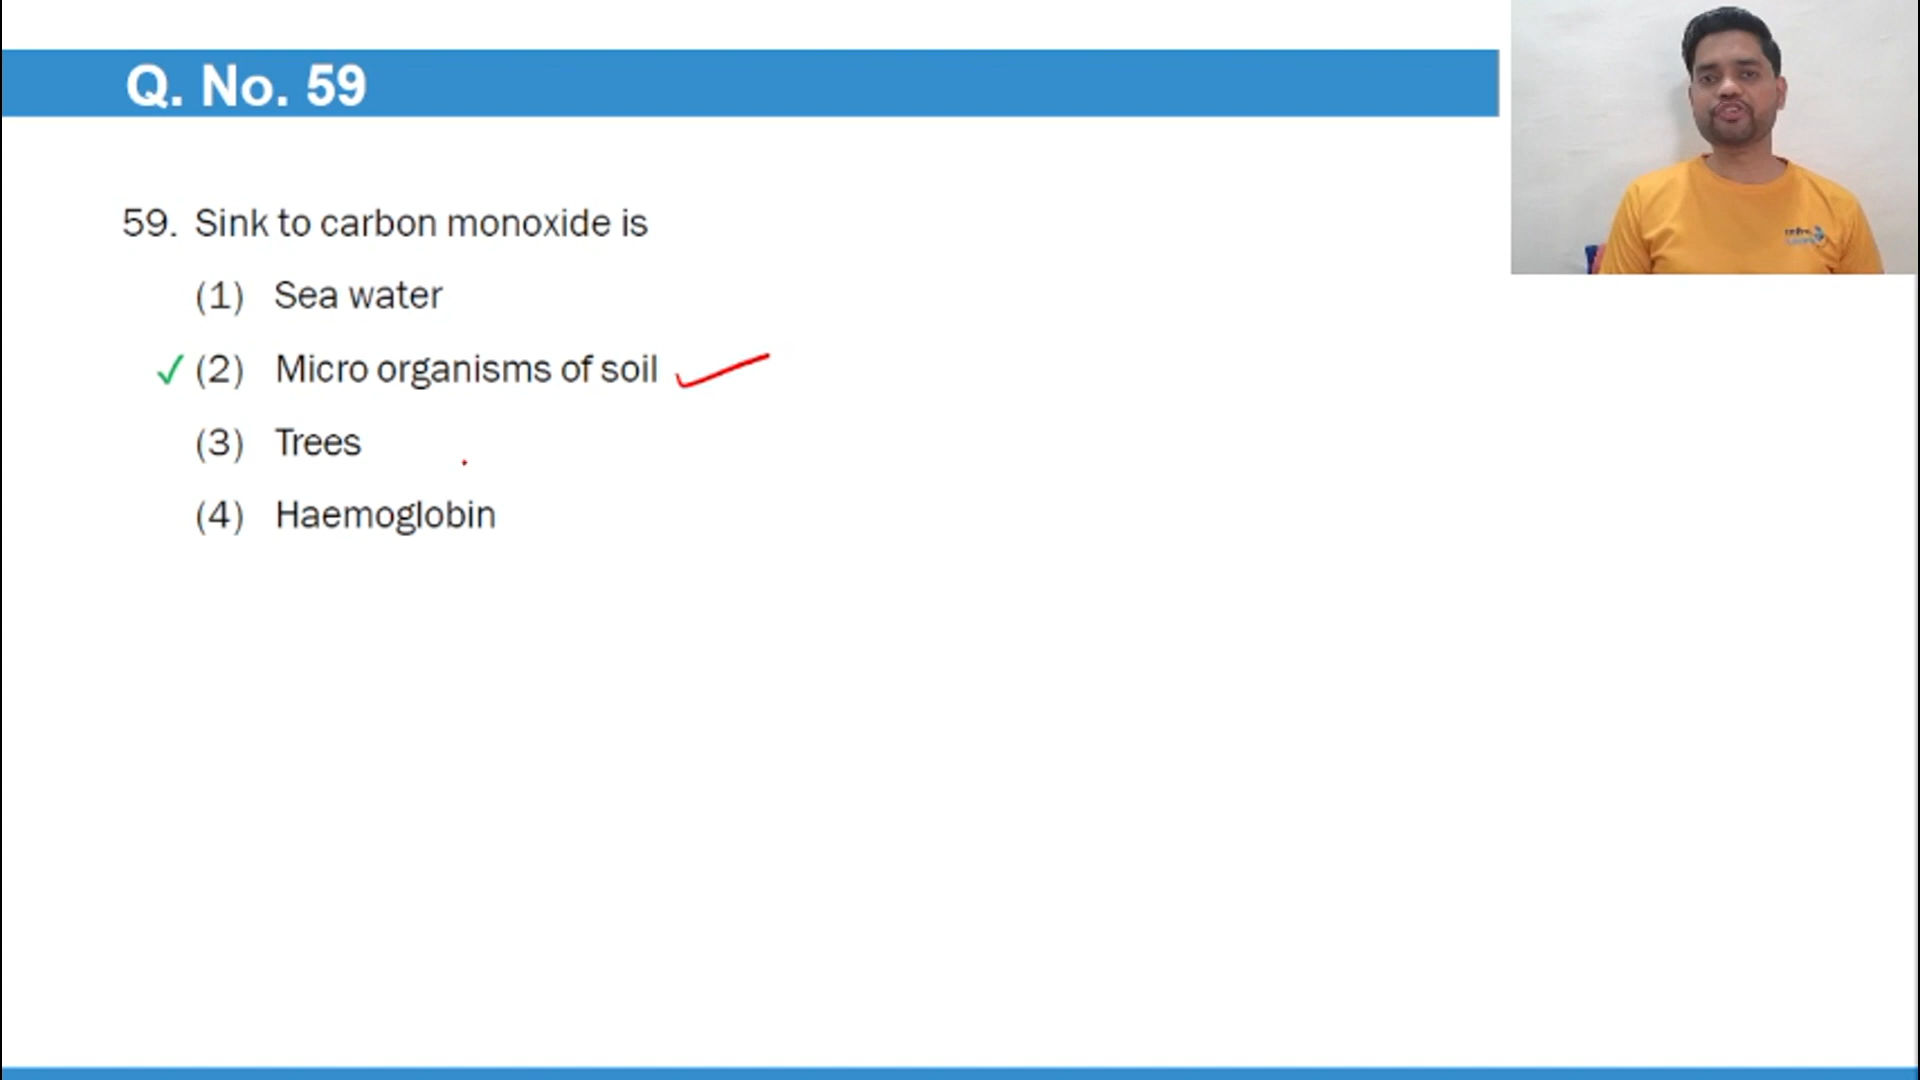 Q. No. 59
59. Sink to carbon monoxide is
(1) Sea water
(2) Micro organisms of soil
(3) Trees
(4) Haemoglobin